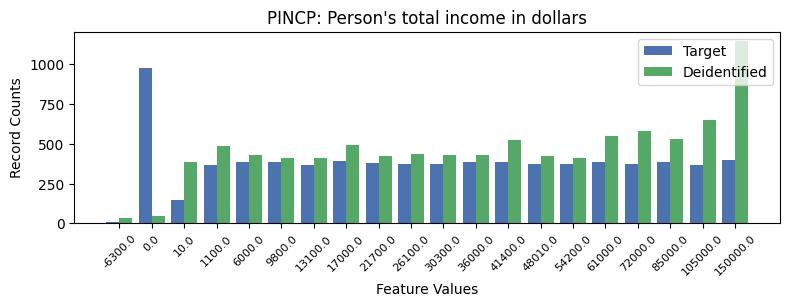 PINCP: Person's total income in dollars
Target
Deidentified
Record Counts
1000
750
500
250
0
-6300.0 0.0 10.0 1100.0 6000.0 9800.0 13100.0 17000.0 21700.0 26100.0 30300.0 36000.0 41400.0 48010.0 54200.0 61000.0 72000.0 85000.0 105000.0 150000.0
Feature Values